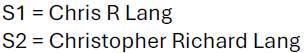 S1 = Chris R Lang
S2 = Christopher Richard Lang